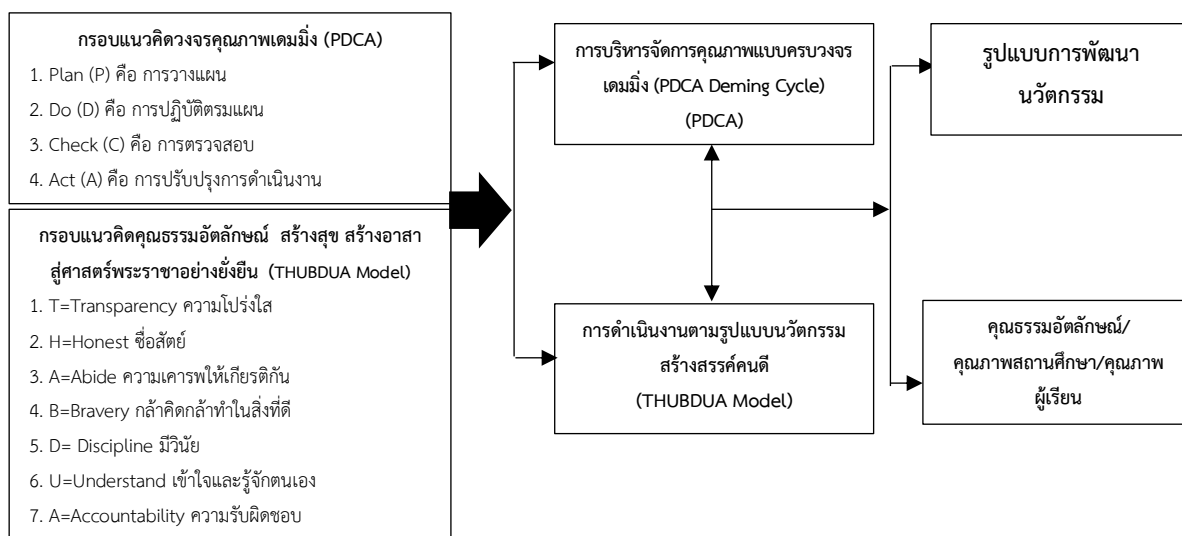 กรอบแนวคิดวงจรคุณภาพเดมมิ่ง (PDCA)
1. Plan (P) คือ การวางแผน
2. Do (D) คือ การปฏิบัติตรมแผน
3. Check (C) คือ การตรวจสอบ
4. Act (A) คือ การปรับปรุงการดำเนินงาน
กรอบแนวคิดคุณธรรมอัตลักษณ์ สร้างสุข สร้างอาสา
สู่ศาสตร์พระราชาอย่างยั่งยืน (THUBDUA Model)
1. T=Transparency ความโปร่งใส
2. H=Honest ซื่อสัตย์
3. A=Abide ความเคารพให้เกียรติกัน
4. B=Bravery กล้าคิดกล้าทำในสิ่งที่ดี
5. D= Discipline มีวินัย
6. U=Understand เข้าใจและรู้จักตนเอง
7. A=Accountability ความรับผิดชอบ
การบริหารจัดการคุณภาพแบบครบวงจร
เดมมิ่ง (PDCA Deming Cycle)
(PDCA)
การดำเนินงานตามรูปแบบนวัตกรรม
สร้างสรรค์คนดี
(THUBDUA Model)
รูปแบบการพัฒนา
นวัตกรรม
คุณธรรมอัตลักษณ์/
คุณภาพสถานศึกษา/คุณภาพ
ผู้เรียน